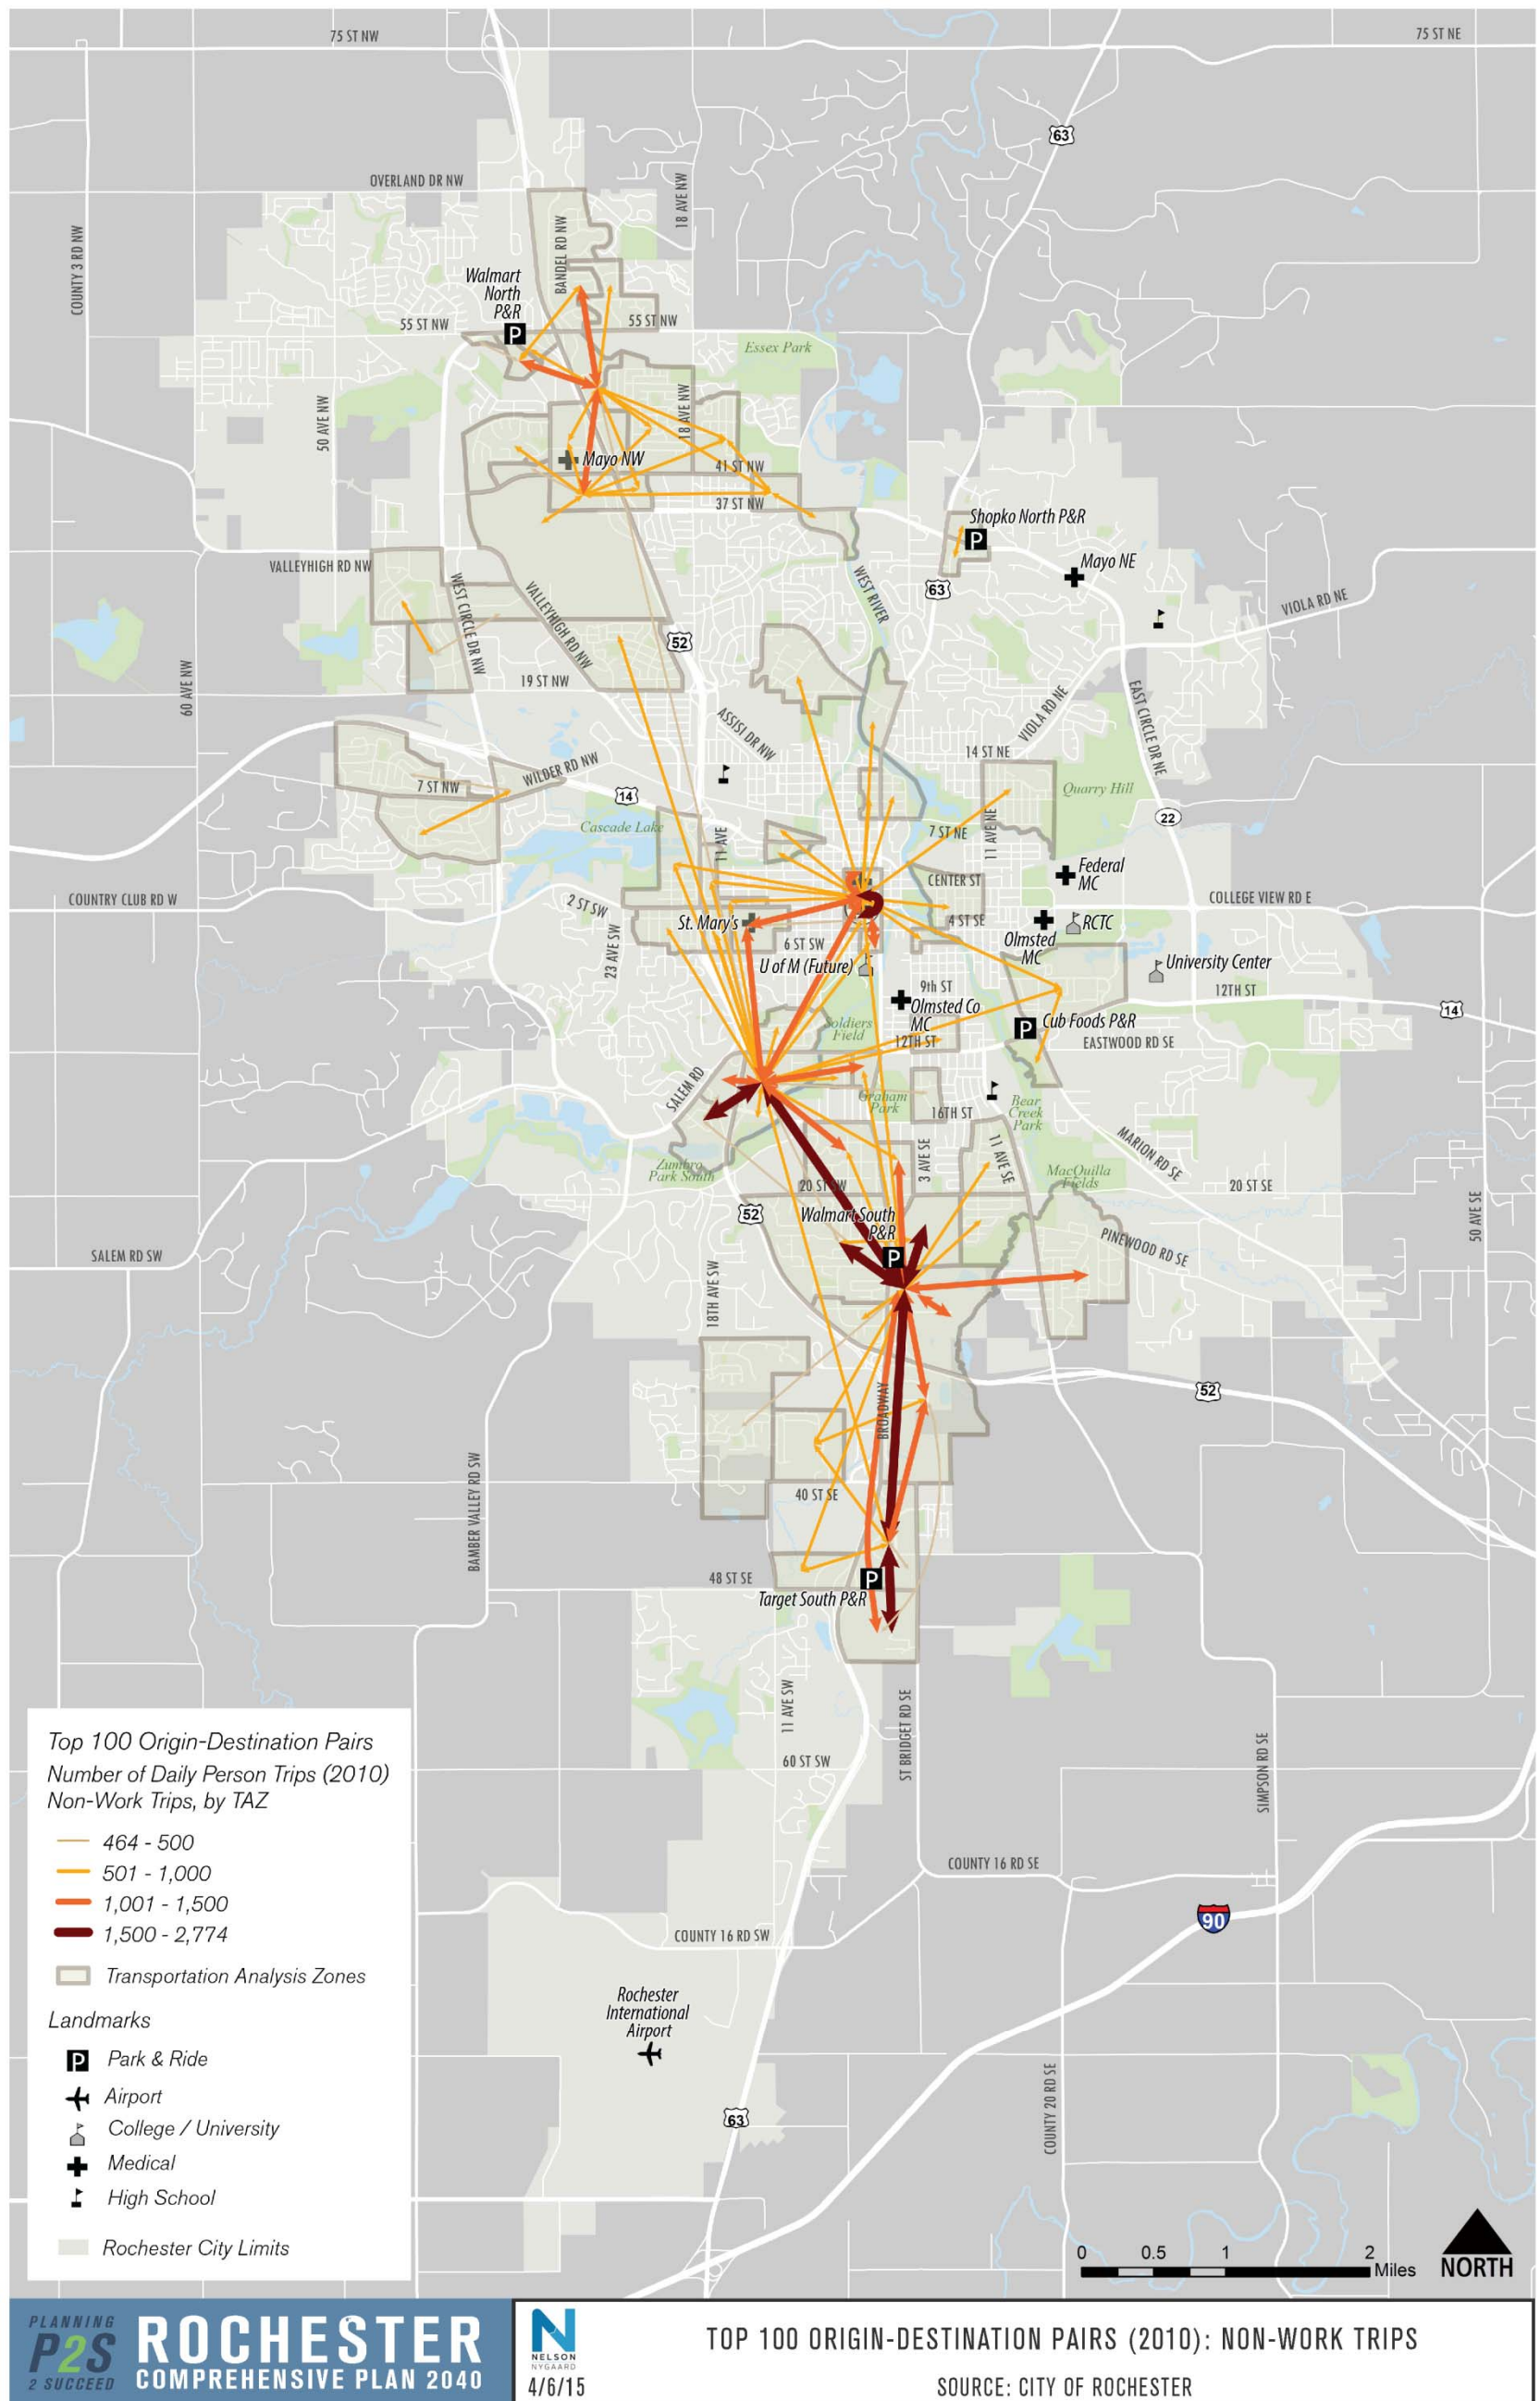 75 ST NW
75 ST NE
63
OVERLAND DR NW
18 AVE NW
COUNTY 3 RD NW
BANDEL RD NW
Walmart
North
P&R
P
55 ST NW
55 ST NW
Essex Park
50 AVE NW
18 AVE NW
Mayo NW
41 ST NW
37 ST NW
Shopko North P&R
P
Mayo NE
VALLEYHIGH RD NW
WEST CIRCLE DR NW
VALLEYHIGH RD NW
WEST RIVER
63
VIOLA RD NE
52
60 AVE NW
19 ST NW
ASSISI DR NW
VIOLA RD NE
EAST CIRCLE DR NE
14 ST NE
WILDER RD NW
7 ST NW
14
Quarry Hill
Cascade Lake
11 AVE
7 ST NE
11 AVE NE
22
Federal
MC
CENTER ST
COUNTRY CLUB RD W
COLLEGE VIEW RD E
2 ST SW
St. Mary's
4 ST SE
RCTC
Olmsted
MC
23 AVE SW
6 ST SW
U of M (Future)
University Center
9th ST
12TH ST
Olmsted Co
MC
14
Soldiers
Field
12TH ST
P
Cub Foods P&R
EASTWOOD RD SE
SALEM RD
Graham
Park
16TH ST
Bear
Creek
Park
MARION RD SE
3 AVE SE
11 AVE SE
Zumbro
Park South
MacQuilla
Fields
20 ST SW
20 ST SE
52
Walmart South
P&R
P
50 AVE SE
PINEWOOD RD SE
SALEM RD SW
18TH AVE SW
BROADWAY
52
BAMBER VALLEY RD SW
40 ST SE
48 ST SE
P
Target South P&R
11 AVE SW
ST BRIDGET RD SE
60 ST SW
SIMPSON RD SE
COUNTY 16 RD SE
90
COUNTY 16 RD SW
Rochester
International
Airport
COUNTY 20 RD SE
63
Top 100 Origin-Destination Pairs
Number of Daily Person Trips (2010)
Non-Work Trips, by TAZ
464 - 500
501 - 1,000
1,001 - 1,500
1,500 - 2,774
Transportation Analysis Zones
Landmarks
P Park & Ride
Airport
College / University
Medical
High School
Rochester City Limits
0 0.5 1 2
Miles
NORTH
PLANNING
P2S
2 SUCCEED
ROCHESTER
COMPREHENSIVE PLAN 2040
N
NELSON
NYGAARD
4/6/15
TOP 100 ORIGIN-DESTINATION PAIRS (2010): NON-WORK TRIPS
SOURCE: CITY OF ROCHESTER